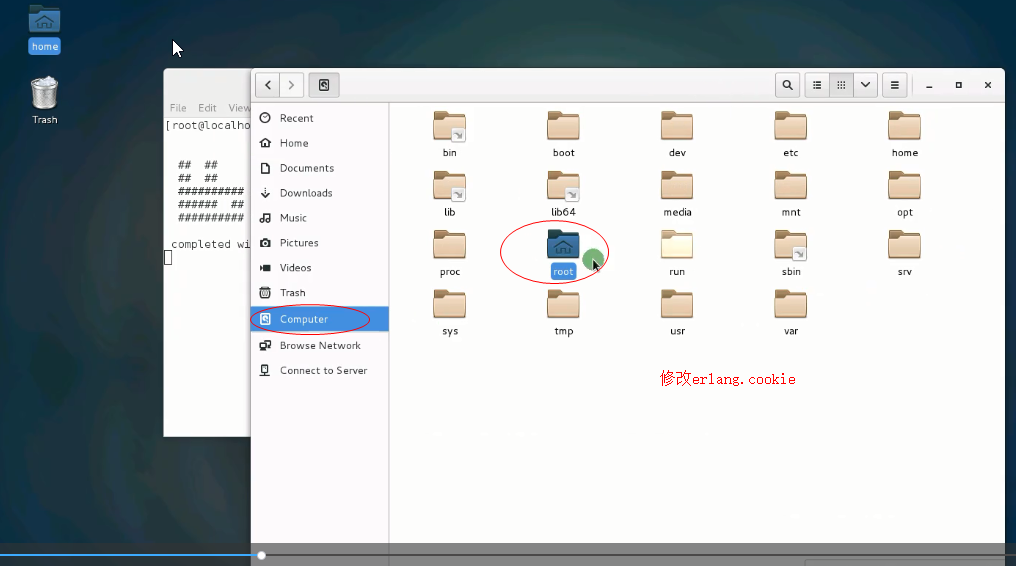 home
Trash
File Edit View
[root@localho
## ##
## ##
##########
###### ##
##########
completed wi
Recent
Home
Documents
Downloads
Music
Pictures
Videos
Trash
Computer
Browse Network
Connect to Server
bin boot dev etc home
lib lib64 media mnt opt
proc root run sbin srv
sys tmp usr var
修改erlang.cookie